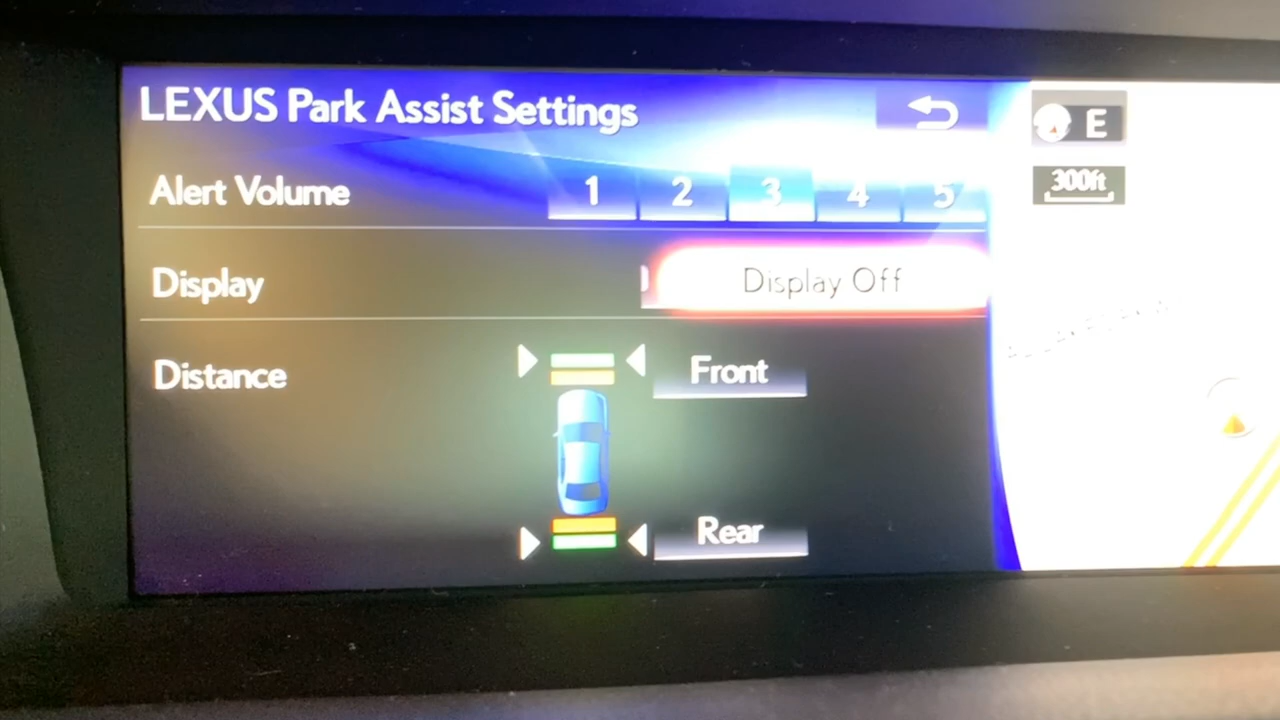 LEXUS Park Assist Settings
E
Alert Volume 1 2 3 4 5
300ft
Display Display Off
Distance Front
Rear